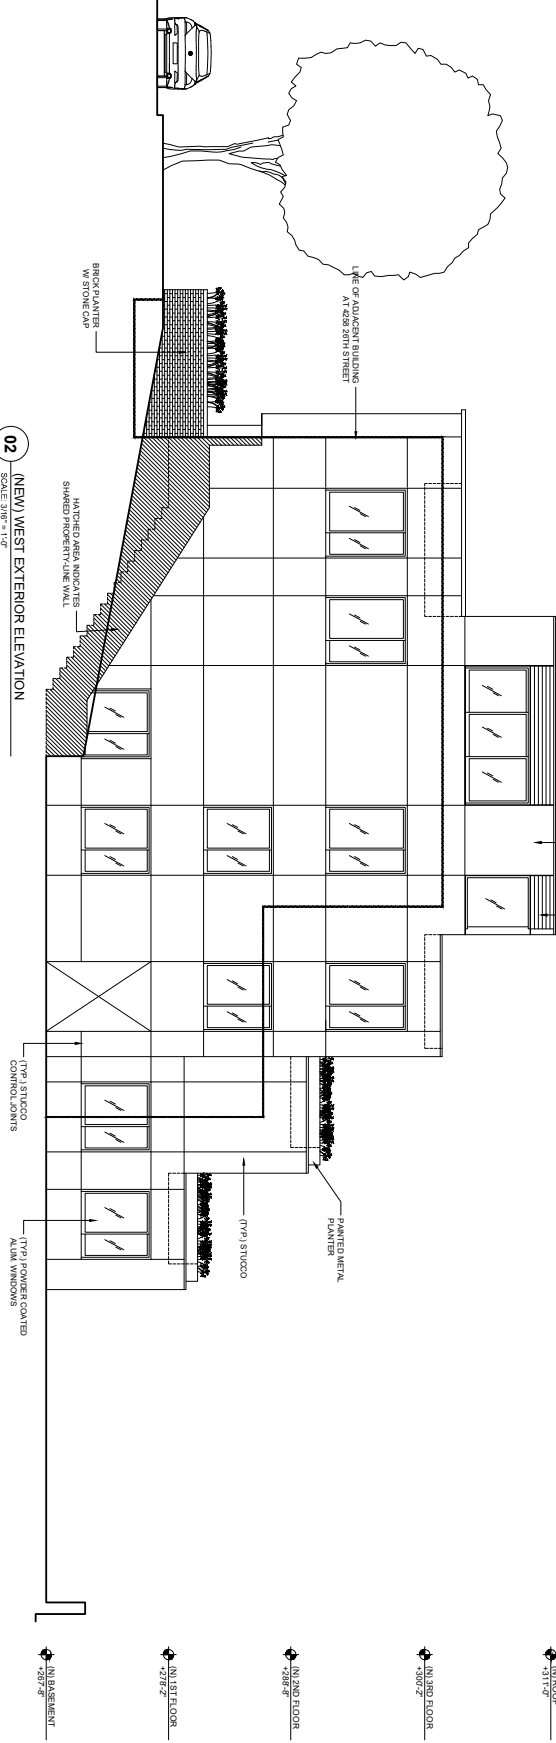 LINE OF ADJACENT BUILDING
AT 4258 26TH STREET
BRICK PLANTER
W/ STONE CAP
HATCHED AREA INDICATES
SHARED PROPERTY-LINE WALL
PAINTED METAL
PLANTER
(TYP.) STUCCO
(TYP.) STUCCO
CONTROL JOINTS
(TYP.) POWDER COATED
ALUM. WINDOWS
+311'-0"
(N) 3RD FLOOR
+300'-2"
(N) 2ND FLOOR
+288'-8"
(N) 1ST FLOOR
+278'-2"
(N) BASEMENT
+267'-8"
02
(NEW) WEST EXTERIOR ELEVATION
SCALE: 3/16" = 1'-0"